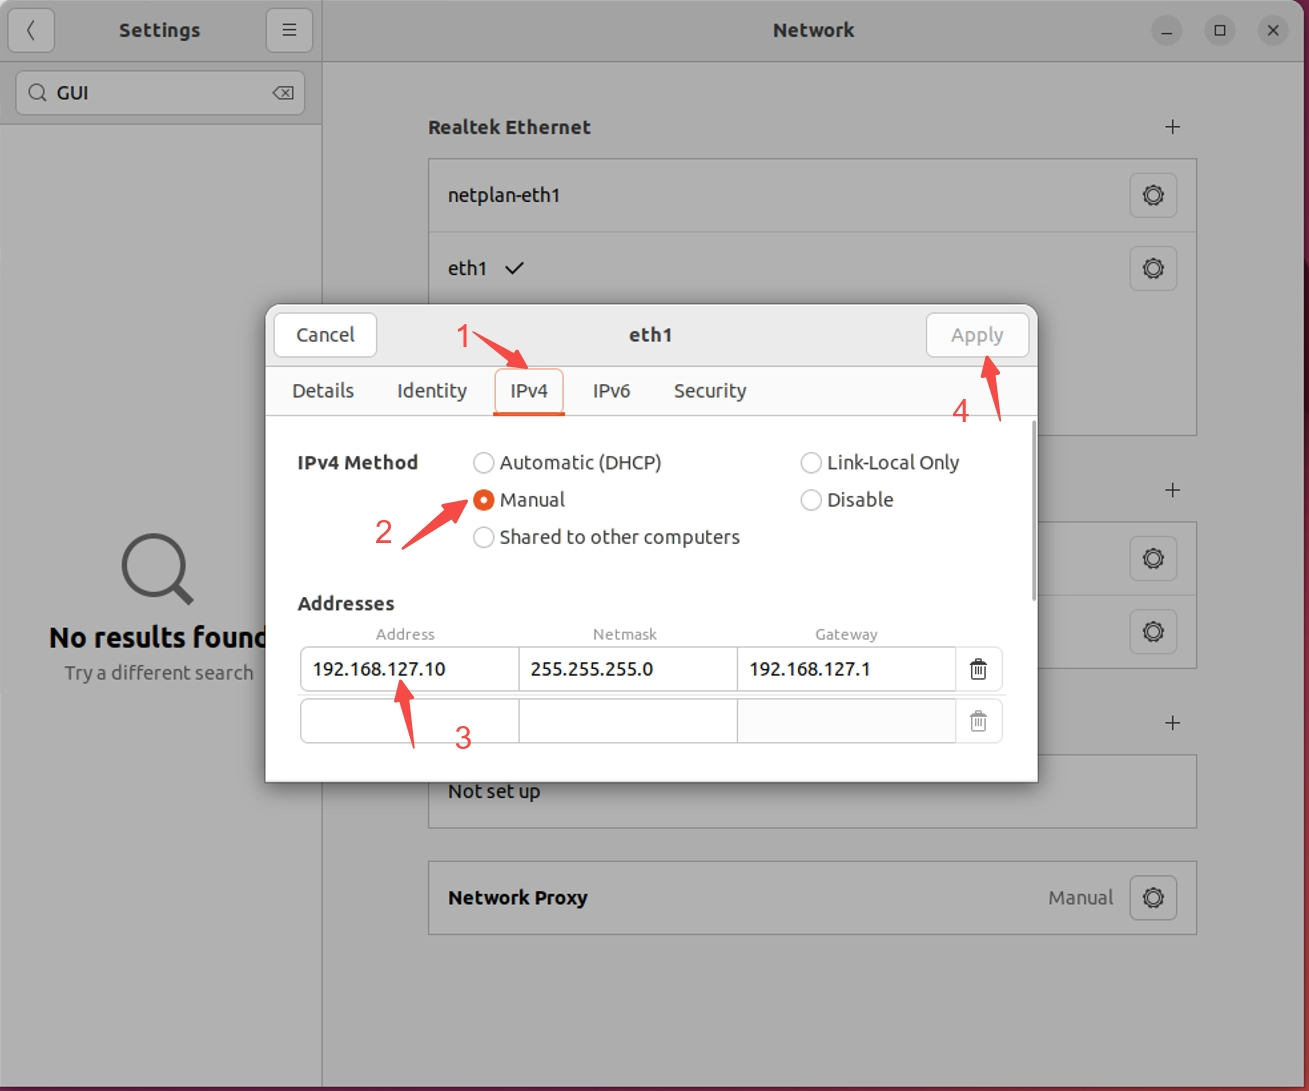 Settings
Network
GUI
Realtek Ethernet
netplan-eth1
eth1
Cancel
1
eth1
Apply
4
Details Identity IPv4 IPv6 Security
IPv4 Method
Automatic (DHCP)
Link-Local Only
2
Manual
Disable
Shared to other computers
Addresses
Address Netmask Gateway
192.168.127.10 255.255.255.0 192.168.127.1
3
No results found
Try a different search
Not set up
Network Proxy Manual